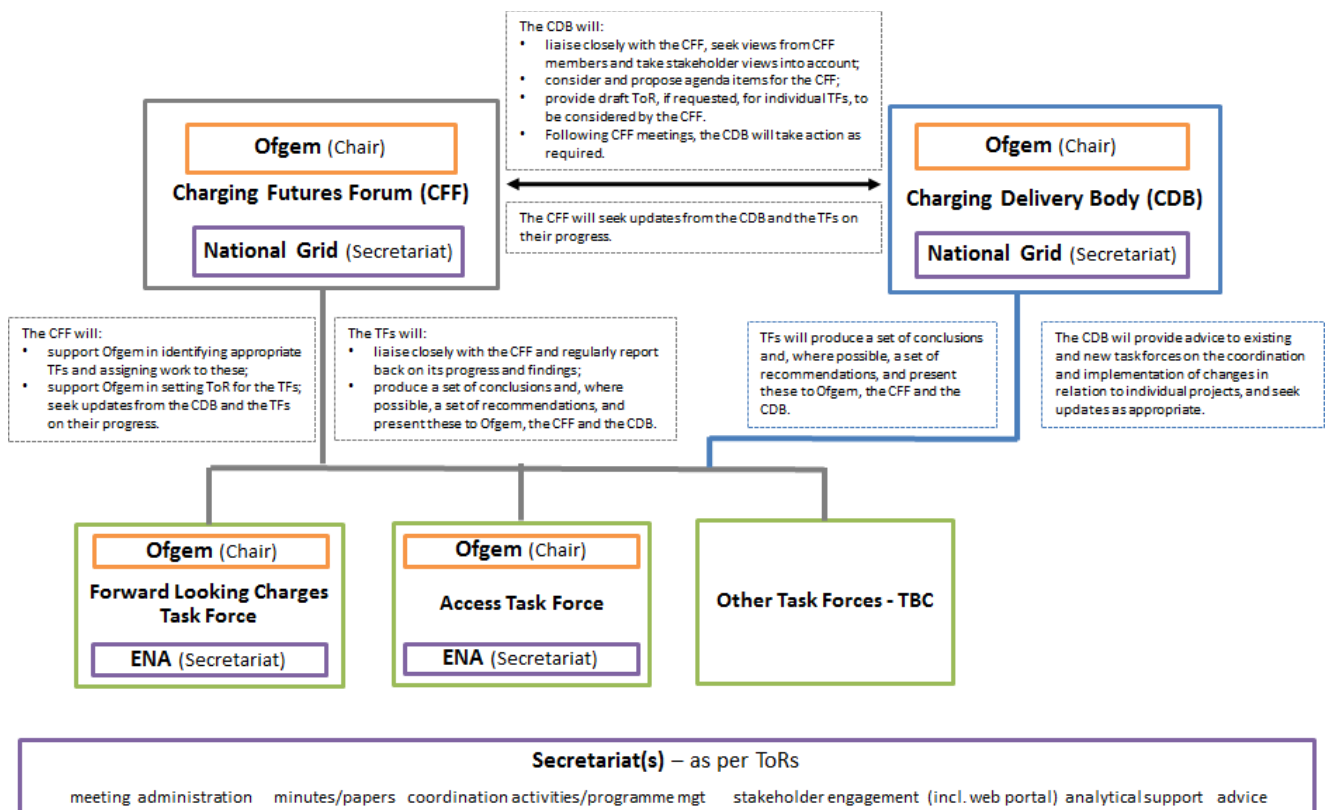 The CDB will:
• liaise closely with the CFF, seek views from CFF
members and take stakeholder views into account;
• consider and propose agenda items for the CFF;
• provide draft ToR, if requested, for individual TFs, to
be considered by the CFF.
• Following CFF meetings, the CDB will take action as
required.
Ofgem (Chair)
Charging Futures Forum (CFF)
National Grid (Secretariat)
The CFF will seek updates from the CDB and the TFs on
their progress.
Ofgem (Chair)
Charging Delivery Body (CDB)
National Grid (Secretariat)
The CFF will:
• support Ofgem in identifying appropriate
TFs and assigning work to these;
• support Ofgem in setting ToR for the TFs;
seek updates from the CDB and the TFs
on their progress.
The TFs will:
• liaise closely with the CFF and regularly report
back on its progress and findings;
• produce a set of conclusions and, where
possible, a set of recommendations, and
present these to Ofgem, the CFF and the CDB.
TFs will produce a set of conclusions
and, where possible, a set of
recommendations, and present
these to Ofgem, the CFF and the
CDB.
The CDB will provide advice to existing
and new taskforces on the coordination
and implementation of changes in
relation to individual projects, and seek
updates as appropriate.
Ofgem (Chair)
Forward Looking Charges
Task Force
ENA (Secretariat)
Ofgem (Chair)
Access Task Force
ENA (Secretariat)
Other Task Forces - TBC
Secretariat(s) – as per ToRs
meeting administration minutes/papers coordination activities/programme mgt stakeholder engagement (incl. web portal) analytical support advice